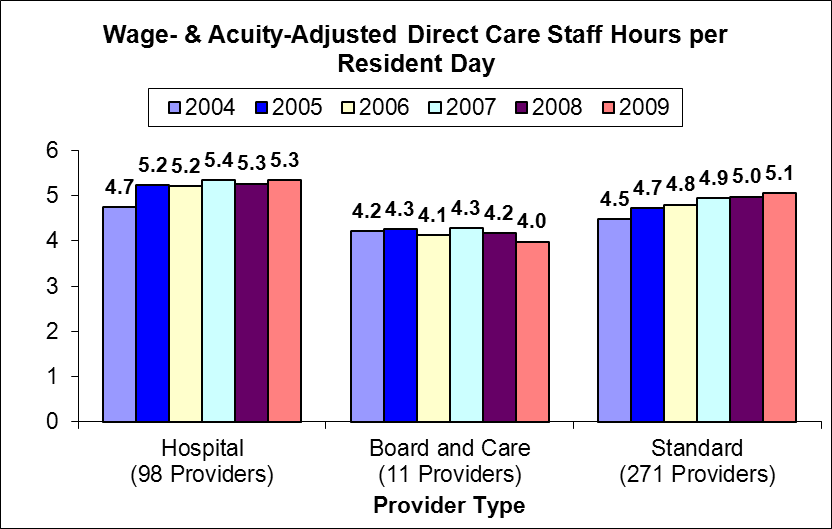 Wage- & Acuity-Adjusted Direct Care Staff Hours per
Resident Day
2004 2005 2006 2007 2008 2009
6
5
4
3
2
1
0
4.7 5.2 5.2 5.4 5.3 5.3
4.2 4.3 4.1 4.3 4.2 4.0
4.5 4.7 4.8 4.9 5.0 5.1
Hospital
(98 Providers)
Board and Care
(11 Providers)
Standard
(271 Providers)
Provider Type